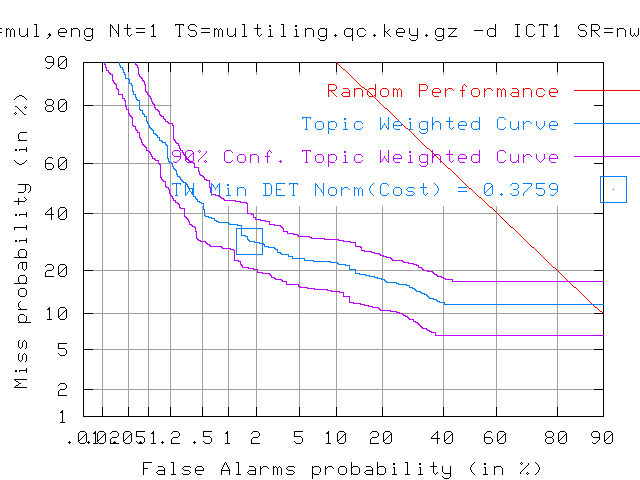 =mul,eng Nt=1 TS=multiling.qc.key.gz -d ICT1 SR=nw
Random Performance
Topic Weighted Curve
90% Conf. Topic Weighted Curve
TW Min DET Norm(Cost) = 0.3759
Miss probability (in %)
90
80
60
40
20
10
5
2
1
.01 .02 .05 .1 .2 .5 1 2 5 10 20 40 60 80 90
False Alarms probability (in %)